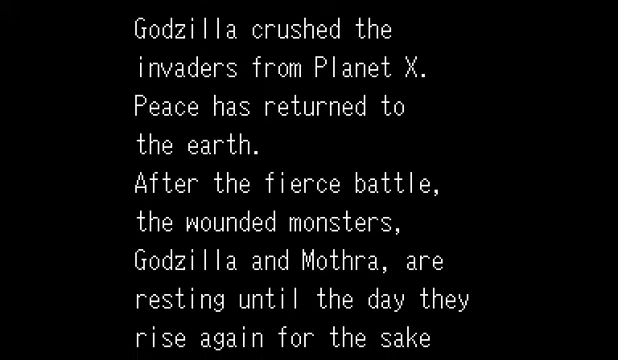 Godzilla crushed the
invaders from Planet X.
Peace has returned to
the earth.
After the fierce battle,
the wounded monsters,
Godzilla and Mothra, are
resting until the day they
rise again for the sake